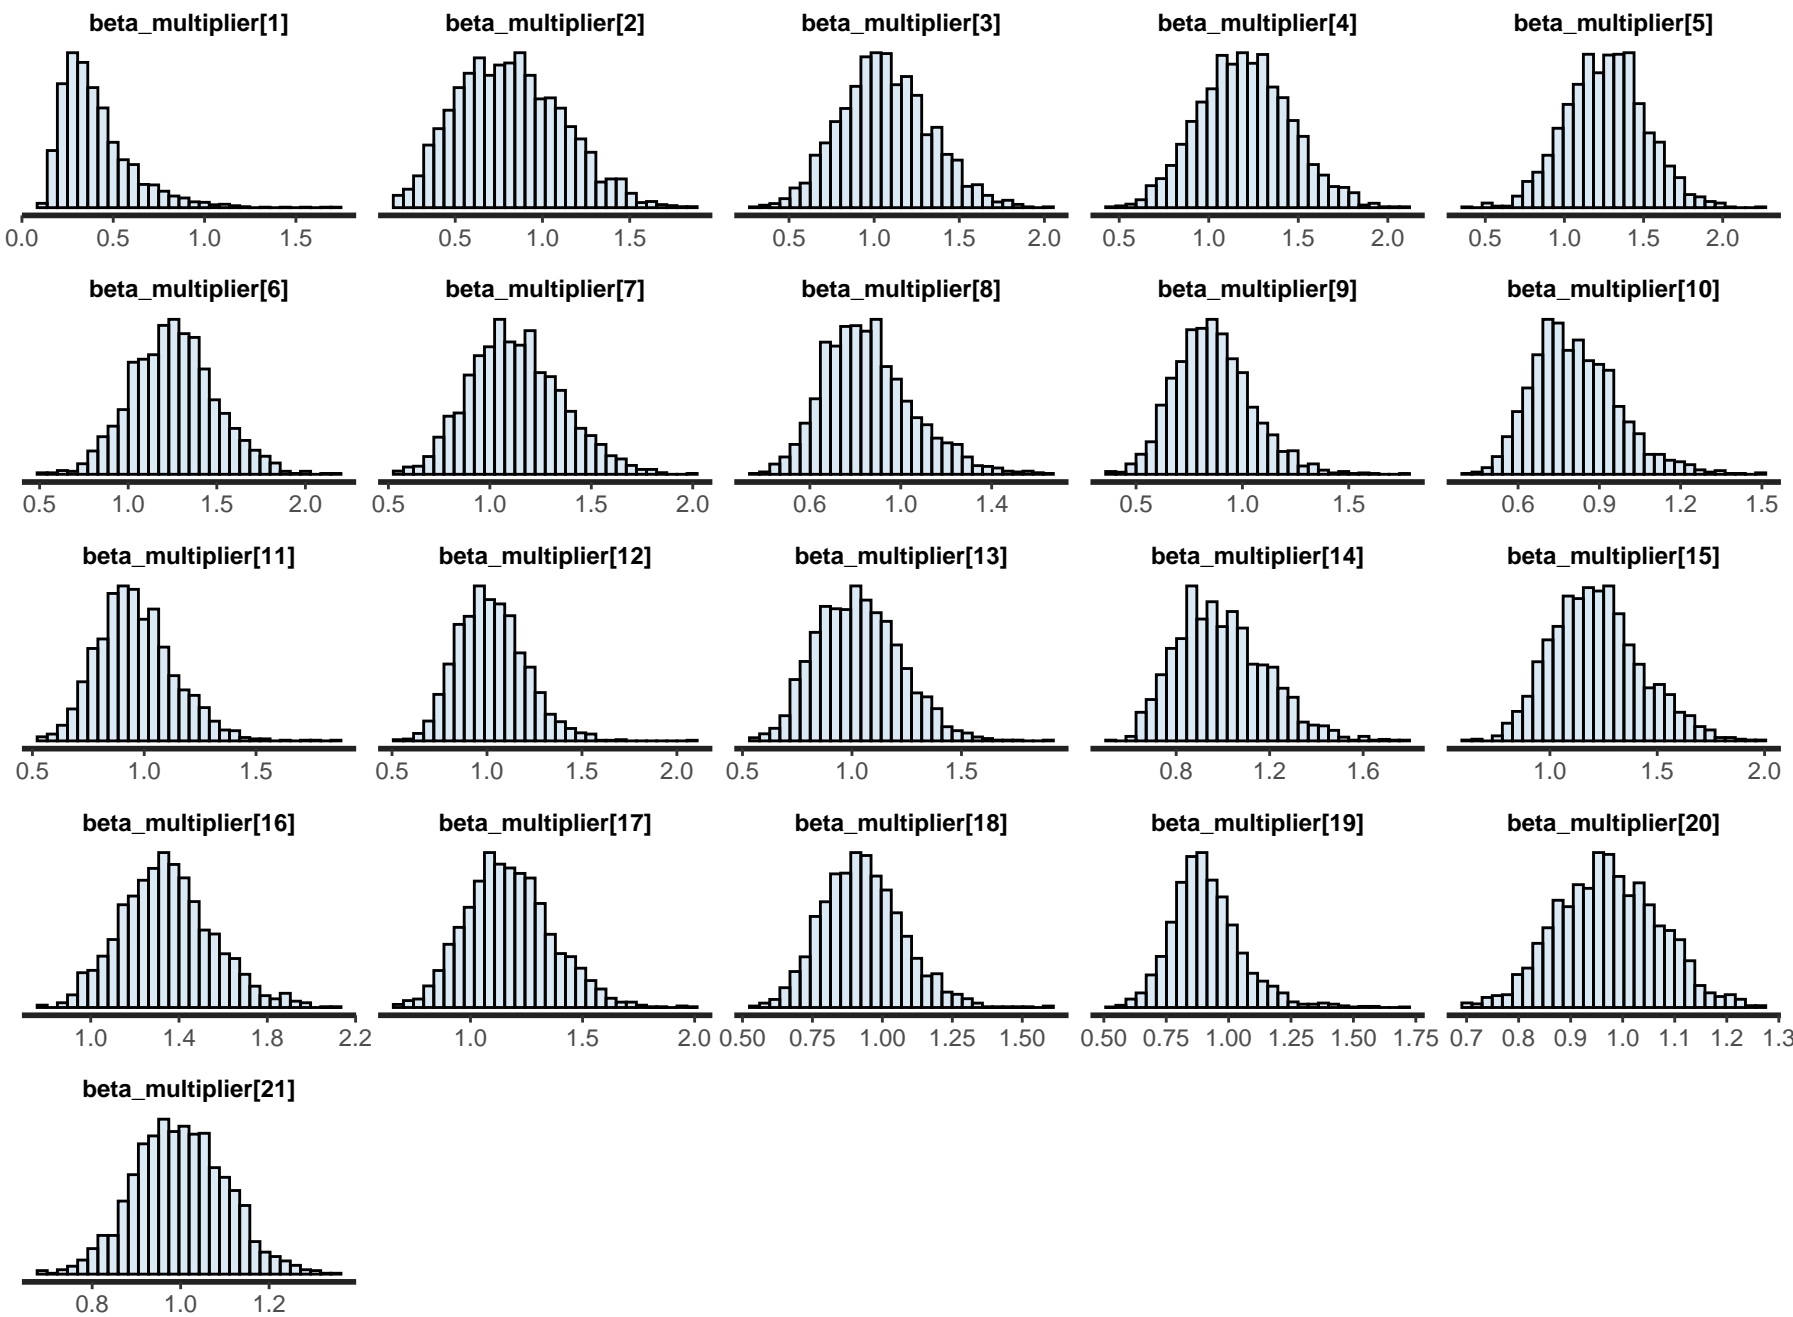 beta_multiplier[1] beta_multiplier[2] beta_multiplier[3] beta_multiplier[4] beta_multiplier[5]
0.0 0.5 1.0 1.5 0.5 1.0 1.5 0.5 1.0 1.5 2.0 0.5 1.0 1.5 2.0 0.5 1.0 1.5 2.0
beta_multiplier[6] beta_multiplier[7] beta_multiplier[8] beta_multiplier[9] beta_multiplier[10]
0.5 1.0 1.5 2.0 0.5 1.0 1.5 2.0 0.6 1.0 1.4 0.5 1.0 1.5 0.6 0.9 1.2 1.5
beta_multiplier[11] beta_multiplier[12] beta_multiplier[13] beta_multiplier[14] beta_multiplier[15]
0.5 1.0 1.5 0.5 1.0 1.5 2.0 0.5 1.0 1.5 0.8 1.2 1.6 1.0 1.5 2.0
beta_multiplier[16] beta_multiplier[17] beta_multiplier[18] beta_multiplier[19] beta_multiplier[20]
1.0 1.4 1.8 2.2 1.0 1.5 2.0 0.50 0.75 1.00 1.25 1.50 0.50 0.75 1.00 1.25 1.50 1.75 0.7 0.8 0.9 1.0 1.1 1.2 1.3
beta_multiplier[21]
0.8 1.0 1.2